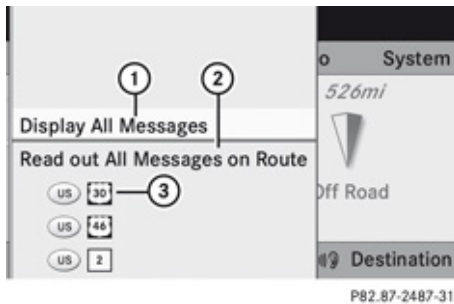 1
2
o System
526mi
Display All Messages
Read out All Messages on Route
US 30
3
Off Road
US 46
US 2
Destination
P82.87-2487-31